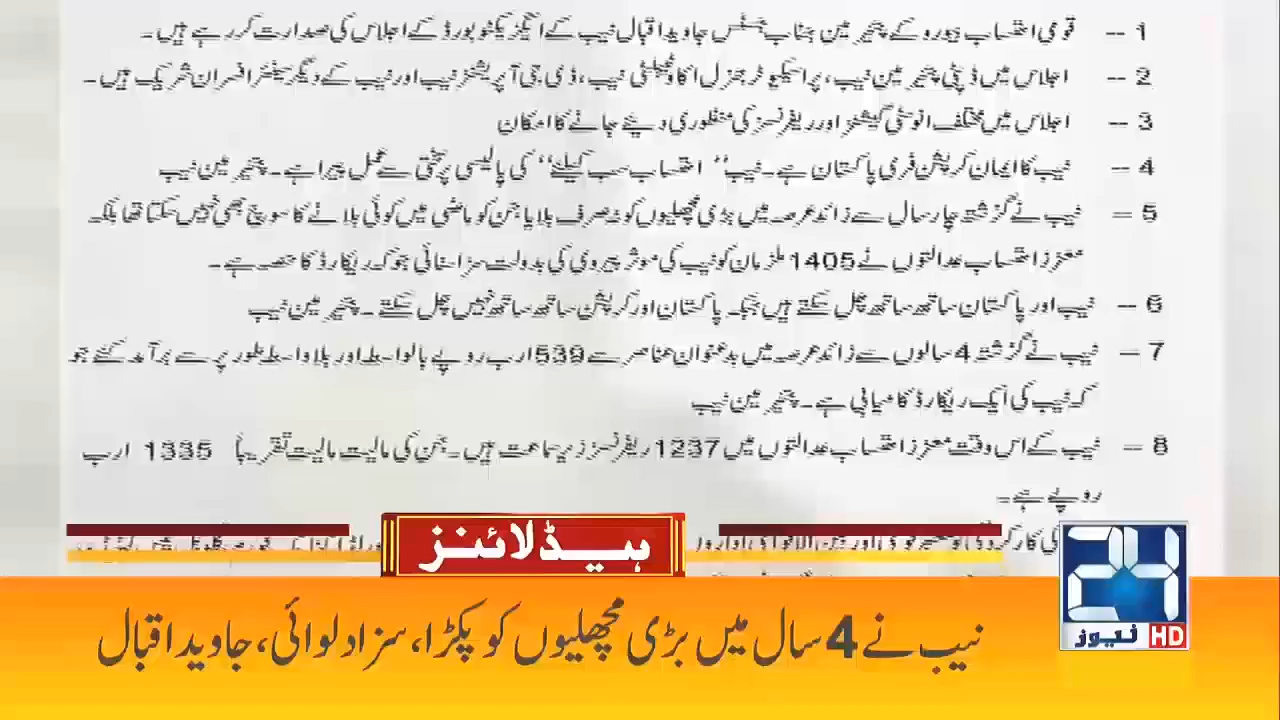 1 -- قومی احتساب بیورو کے چیئرمین جناب جسٹس جاوید اقبال نیب کے ایگزیکٹو بورڈ کے اجلاس کی صدارت کر رہے ہیں۔
2 -- اجلاس میں ڈپٹی چیئرمین نیب، پراسیکیوٹر جنرل اکاونٹیبلٹی نیب، ڈی جی آپریشنز نیب اور نیب کے دیگر سینئر افسران شریک ہیں۔
3 -- اجلاس میں مختلف انوسٹی گیشنز اور ریفرنسز کی منظوری دیئے جانے کا امکان
4 -- نیب کا ایمان کرپشن فری پاکستان ہے۔ نیب "احتساب سب کیلئے" کی پالیسی پر سختی سے عمل پیرا ہے۔ چیئرمین نیب
5 -- نیب نے گزشتہ چار سال سے زائد عرصہ میں بڑی مچھلیوں کو نہ صرف بلایا جن کو ماضی میں کوئی بلانے کا سوچ بھی نہیں سکتا تھا بلکہ
معزز احتساب عدالتوں نے 1405 ملزمان کو نیب کی موثر پیروی کی بدولت سزا سنائی جو کہ ریکارڈ کا حصہ ہے۔
6 -- نیب اور پاکستان ساتھ ساتھ چل سکتے ہیں جبکہ پاکستان اور کرپشن ساتھ ساتھ نہیں چل سکتے۔ چیئرمین نیب
7 -- نیب نے گزشتہ 4 سالوں سے زائد عرصہ میں بدعنوان عناصر سے 539 ارب روپے بالواسطہ اور بلاواسطہ طور پر سے برآمد کئے جو
کہ نیب کی ایک ریکارڈ کامیابی ہے۔ چیئرمین نیب
8 -- نیب کے اس وقت معزز احتساب عدالتوں میں 1237 ریفرنسز زیر سماعت ہیں۔ جن کی مالیت مالیت تقریباً 1335 ارب
روپے ہے۔
ہیڈلائنز
نیب نے 4 سال میں بڑی مچھلیوں کو پکڑا، سزا دلوائی، جاوید اقبال
24
نیوز HD